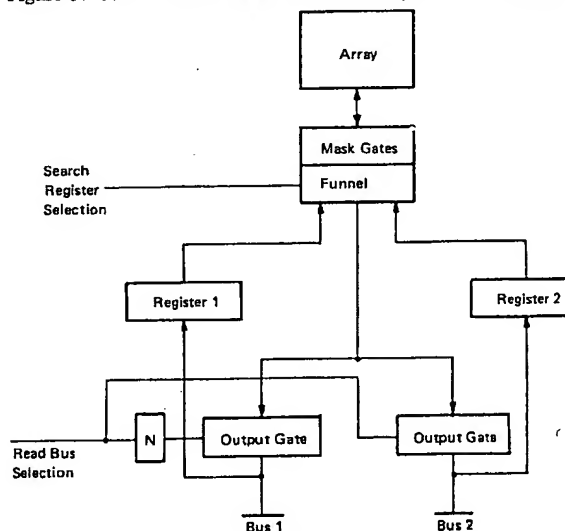 Array
Mask Gates
Funnel
Search
Register
Selection
Register 1
Register 2
N
Output Gate
Output Gate
Read Bus
Selection
Bus 1
Bus 2